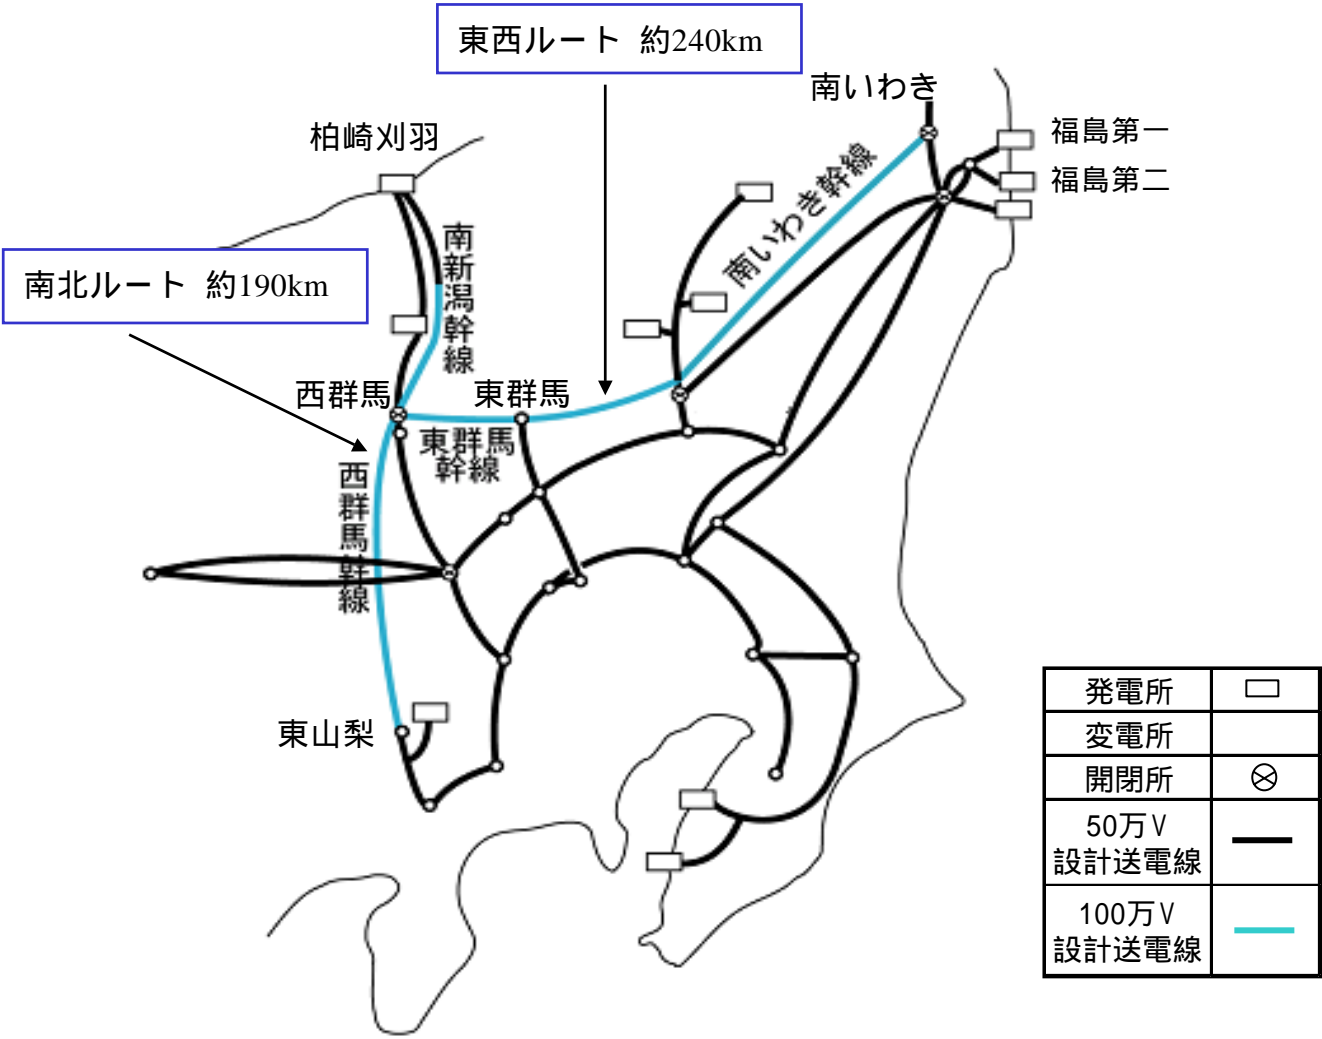 東西ルート 約240km
南いわき
福島第一
福島第二
柏崎刈羽
南いわき幹線
南新潟幹線
南北ルート 約190km
西群馬
東群馬
東群馬
幹線
西群馬幹線
東山梨
発電所
変電所
開閉所
50万V
設計送電線
100万V
設計送電線